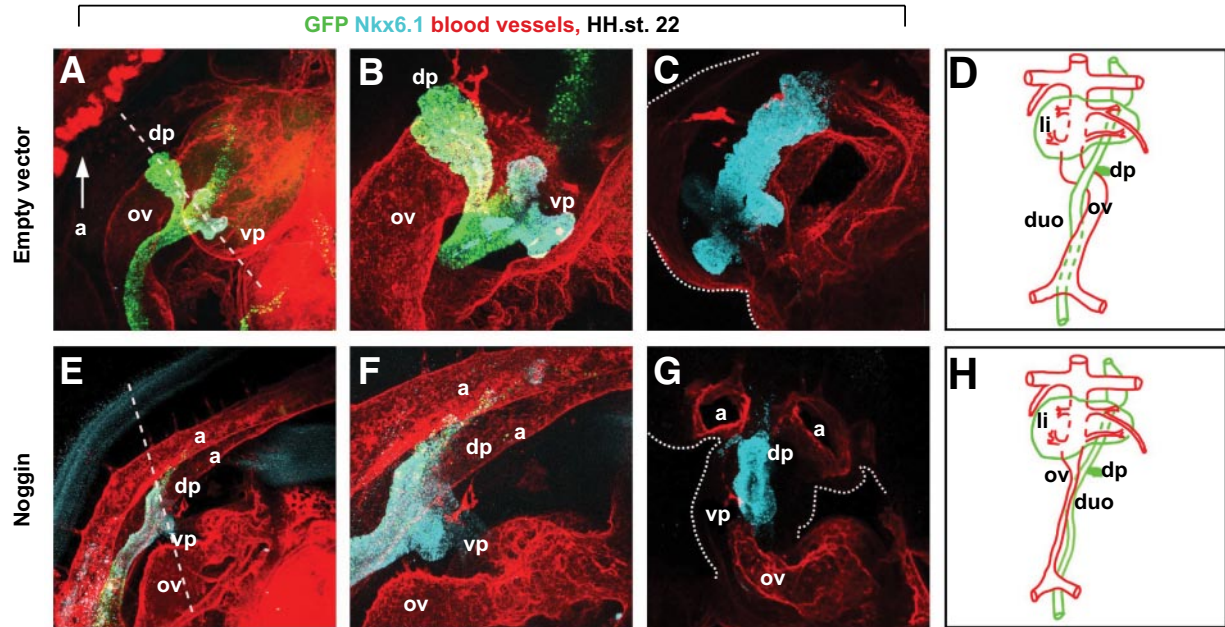 GFP Nkx6.1 blood vessels, HH.st. 22
Empty vector
A
dp
ov
vp
a
B
dp
ov
vp
C
D
li
dp
ov
duo
Noggin
E
a
a
dp
vp
ov
F
a
a
dp
vp
ov
G
a
a
dp
vp
ov
H
li
ov
dp
duo